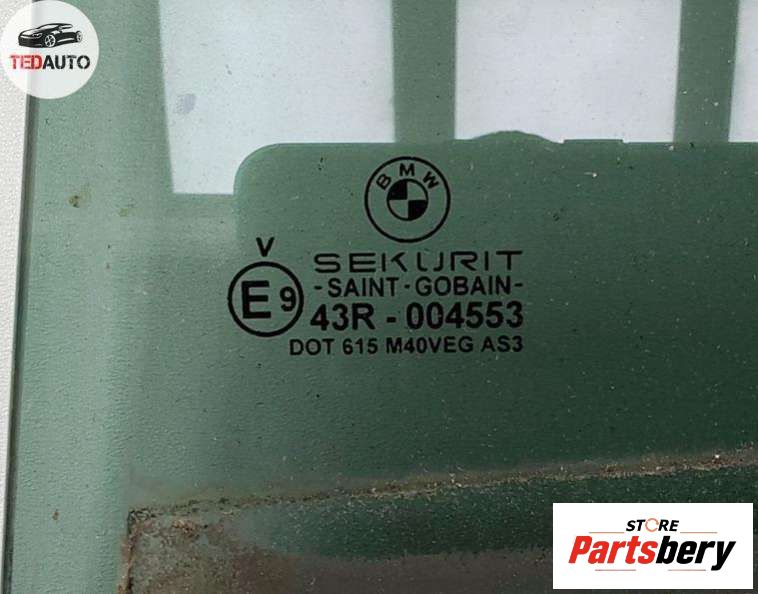 TEDAUTO
BMW
V
SEKURIT
E9
-SAINT-GOBAIN-
43R - 004553
DOT 615 M40VEG AS3
STORE
Partsbery